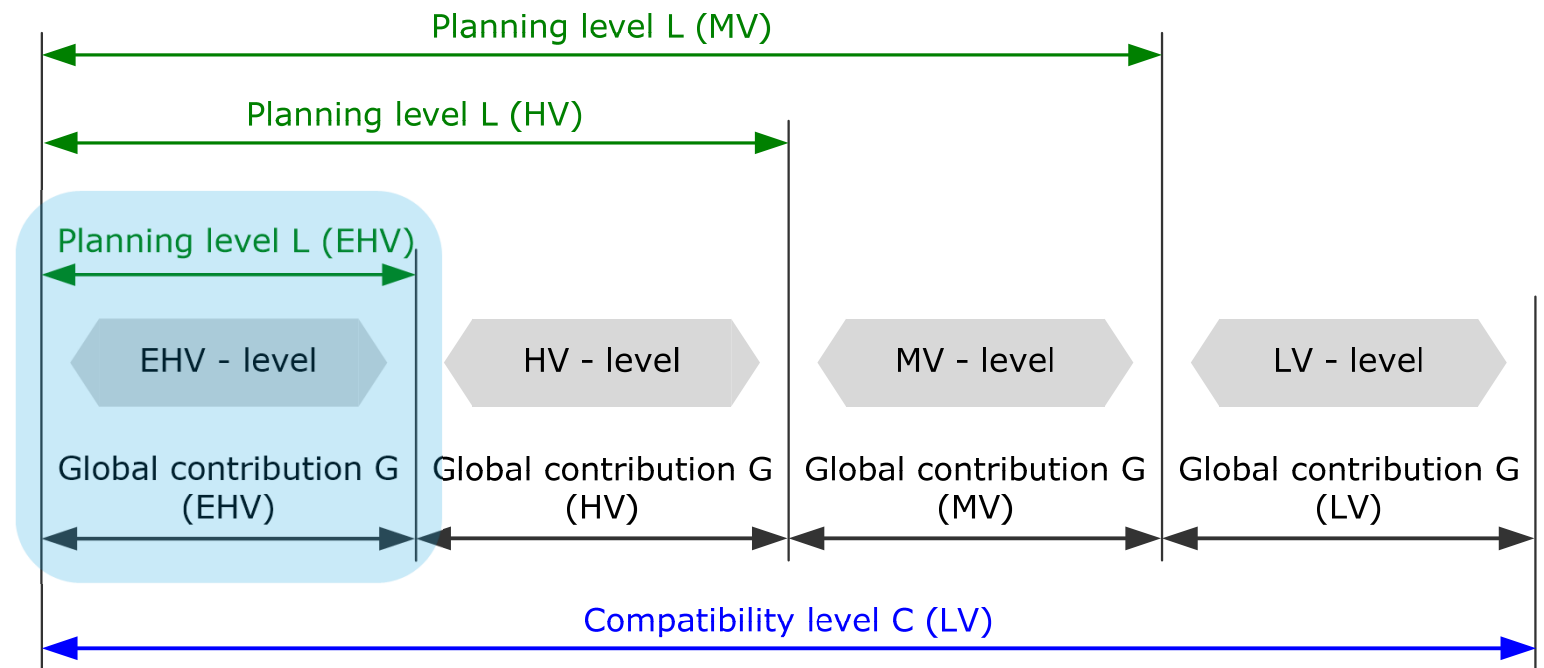 Planning level L (MV)
Planning level L (HV)
Planning level L (EHV)
EHV - level
HV - level
MV - level
LV - level
Global contribution G
(EHV)
Global contribution G
(HV)
Global contribution G
(MV)
Global contribution G
(LV)
Compatibility level C (LV)